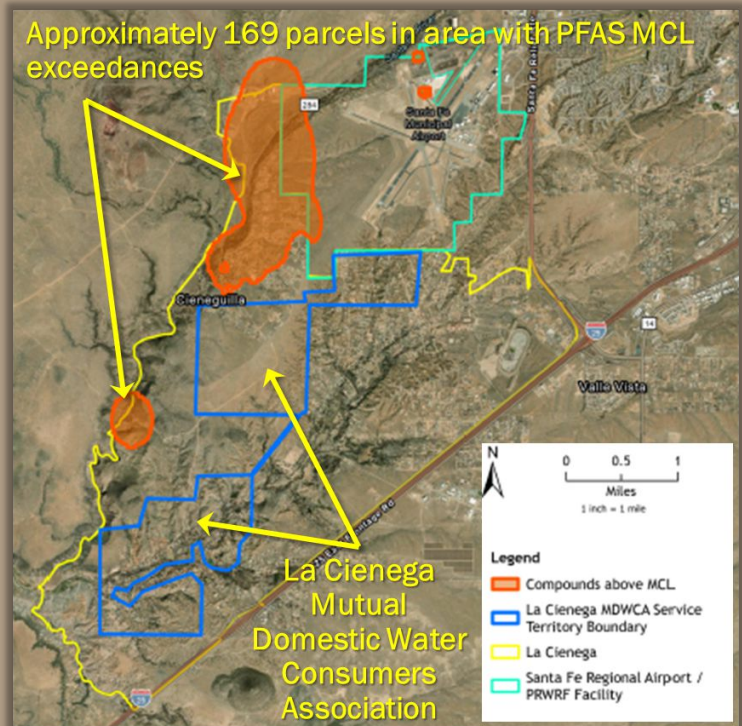 Approximately 169 parcels in area with PFAS MCL
exceedances
284
Santa Fe
Municipal
Airport
Cieneguilla
25
14
Valle Vista
N
0 0.5 1
Miles
1 inch = 1 mile
Legend
Compounds above MCL
La Cienega MDWCA Service
Territory Boundary
La Cienega
Santa Fe Regional Airport /
PRWRF Facility
La Cienega
Mutual
Domestic Water
Consumers
Association
25